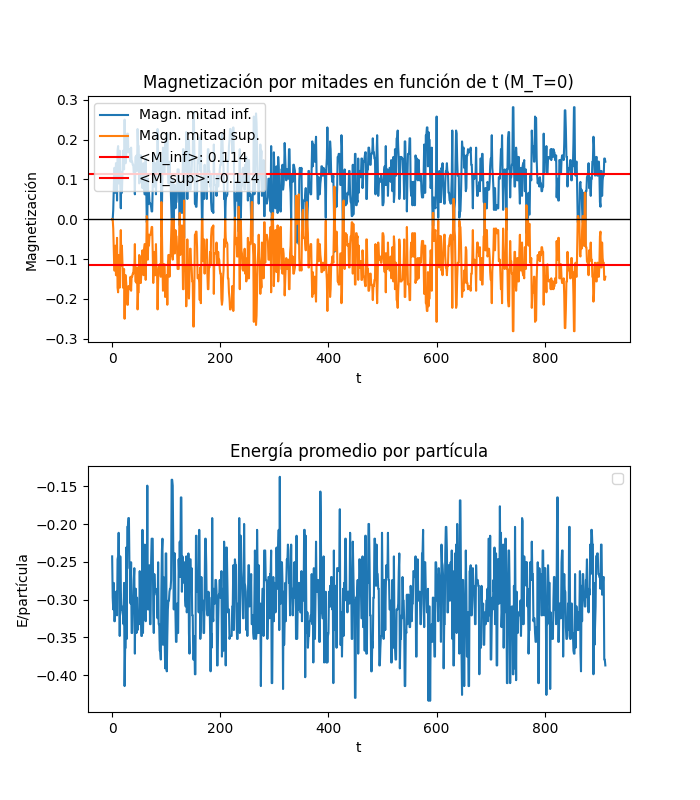 Magnetización por mitades en función de t (M_T=0)
Magnetización
0.3
0.2
0.1
0.0
−0.1
−0.2
−0.3
Magn. mitad inf.
Magn. mitad sup.
<M_inf>: 0.114
<M_sup>: -0.114
0 200 400 600 800
t
Energía promedio por partícula
E/partícula
−0.15
−0.20
−0.25
−0.30
−0.35
−0.40
0 200 400 600 800
t